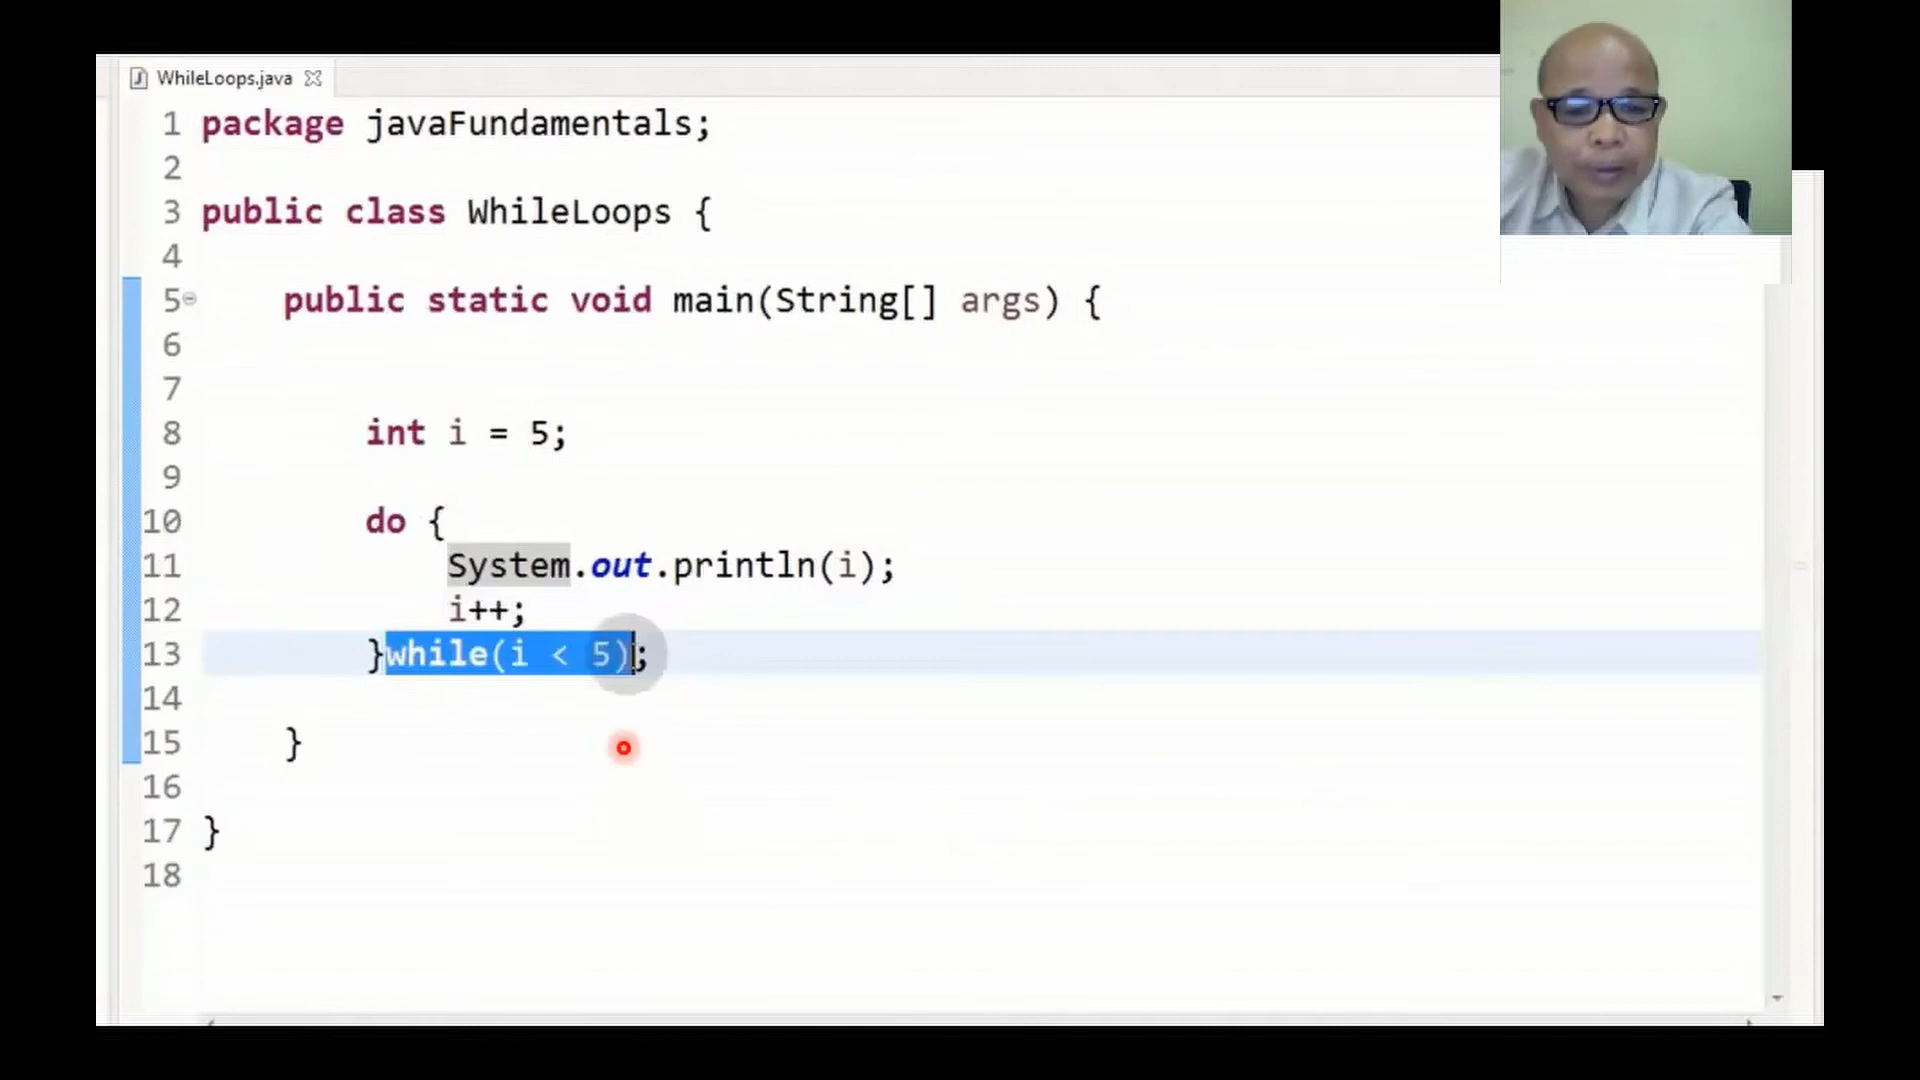 WhileLoops.java
1 package javaFundamentals;
2
3 public class WhileLoops {
4
5 public static void main(String[] args) {
6
7
8 int i = 5;
9
10 do {
11 System.out.println(i);
12 i++;
13 }while(i < 5);
14
15 }
16
17 }
18